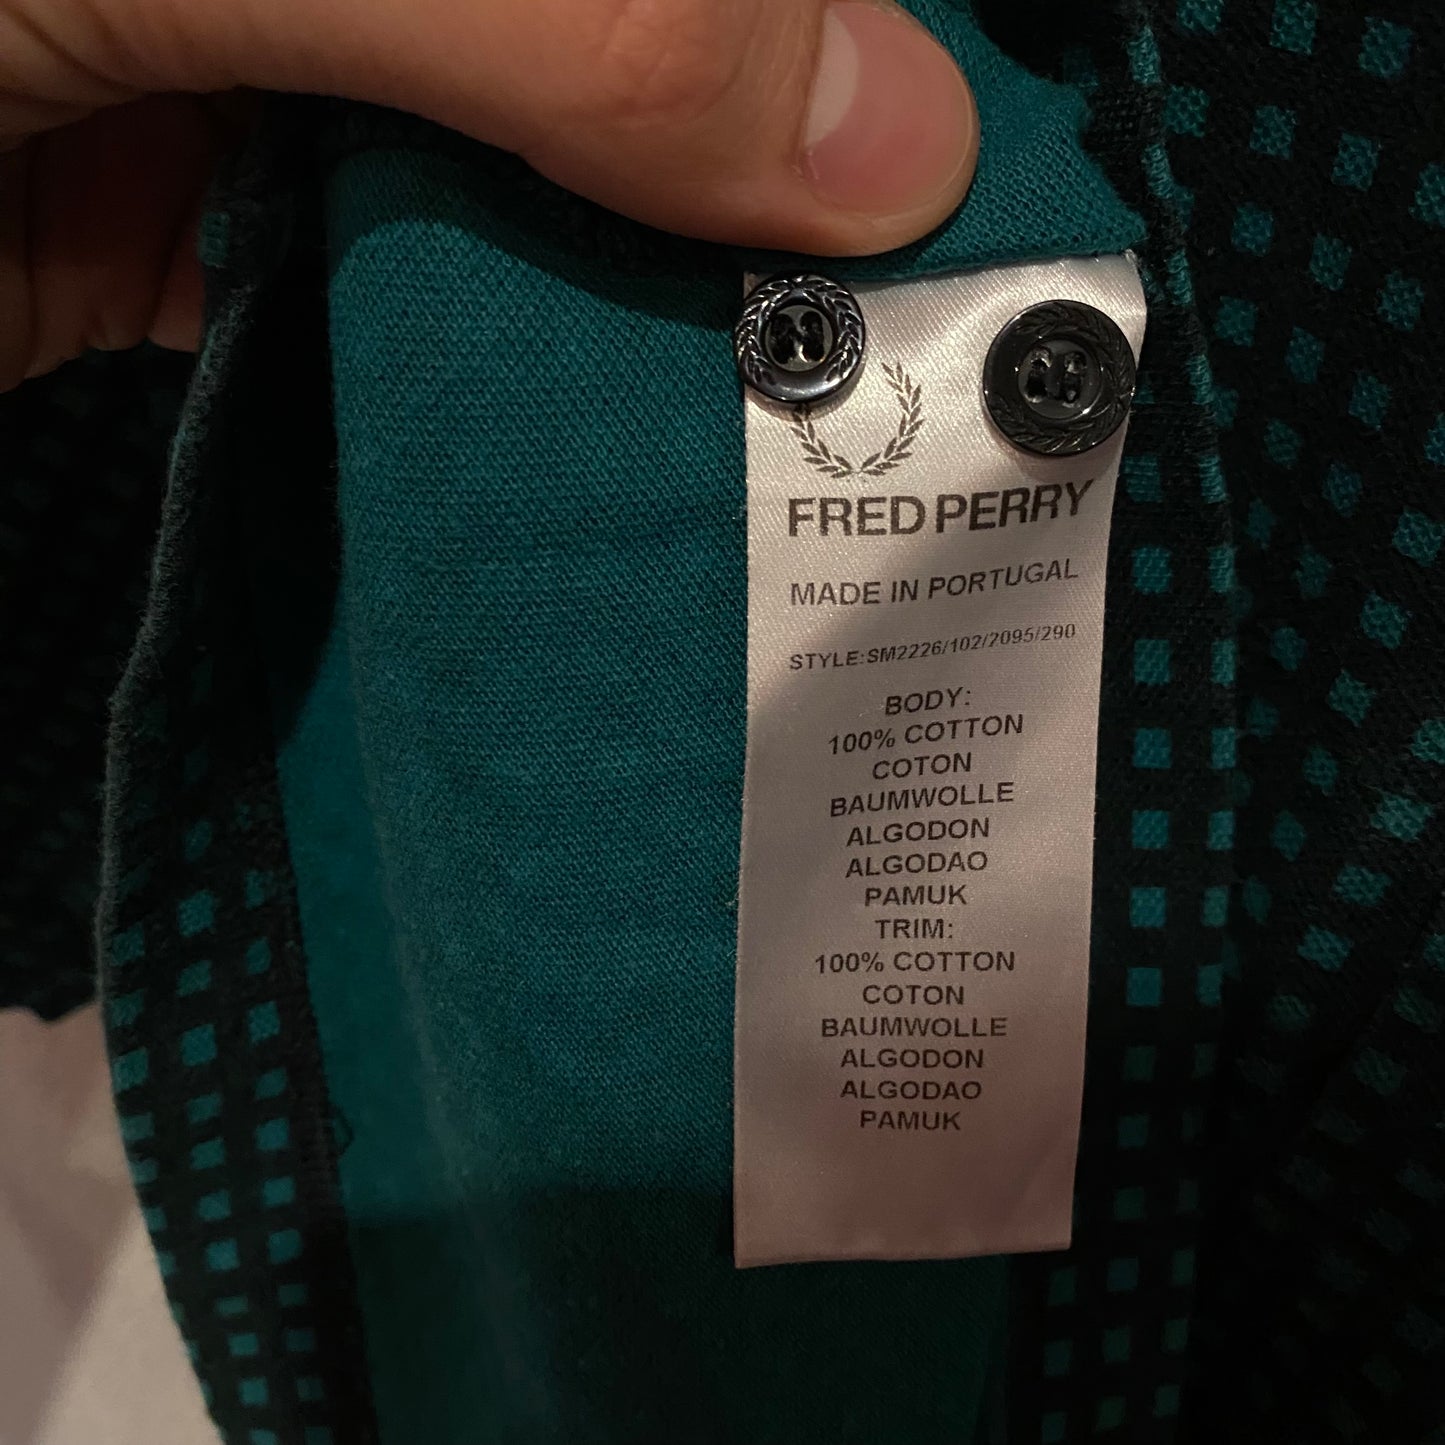 FRED PERRY
MADE IN PORTUGAL
STYLE:SM2226/102/2095/290
BODY:
100% COTTON
COTON
BAUMWOLLE
ALGODON
ALGODAO
PAMUK
TRIM:
100% COTTON
COTON
BAUMWOLLE
ALGODON
ALGODAO
PAMUK